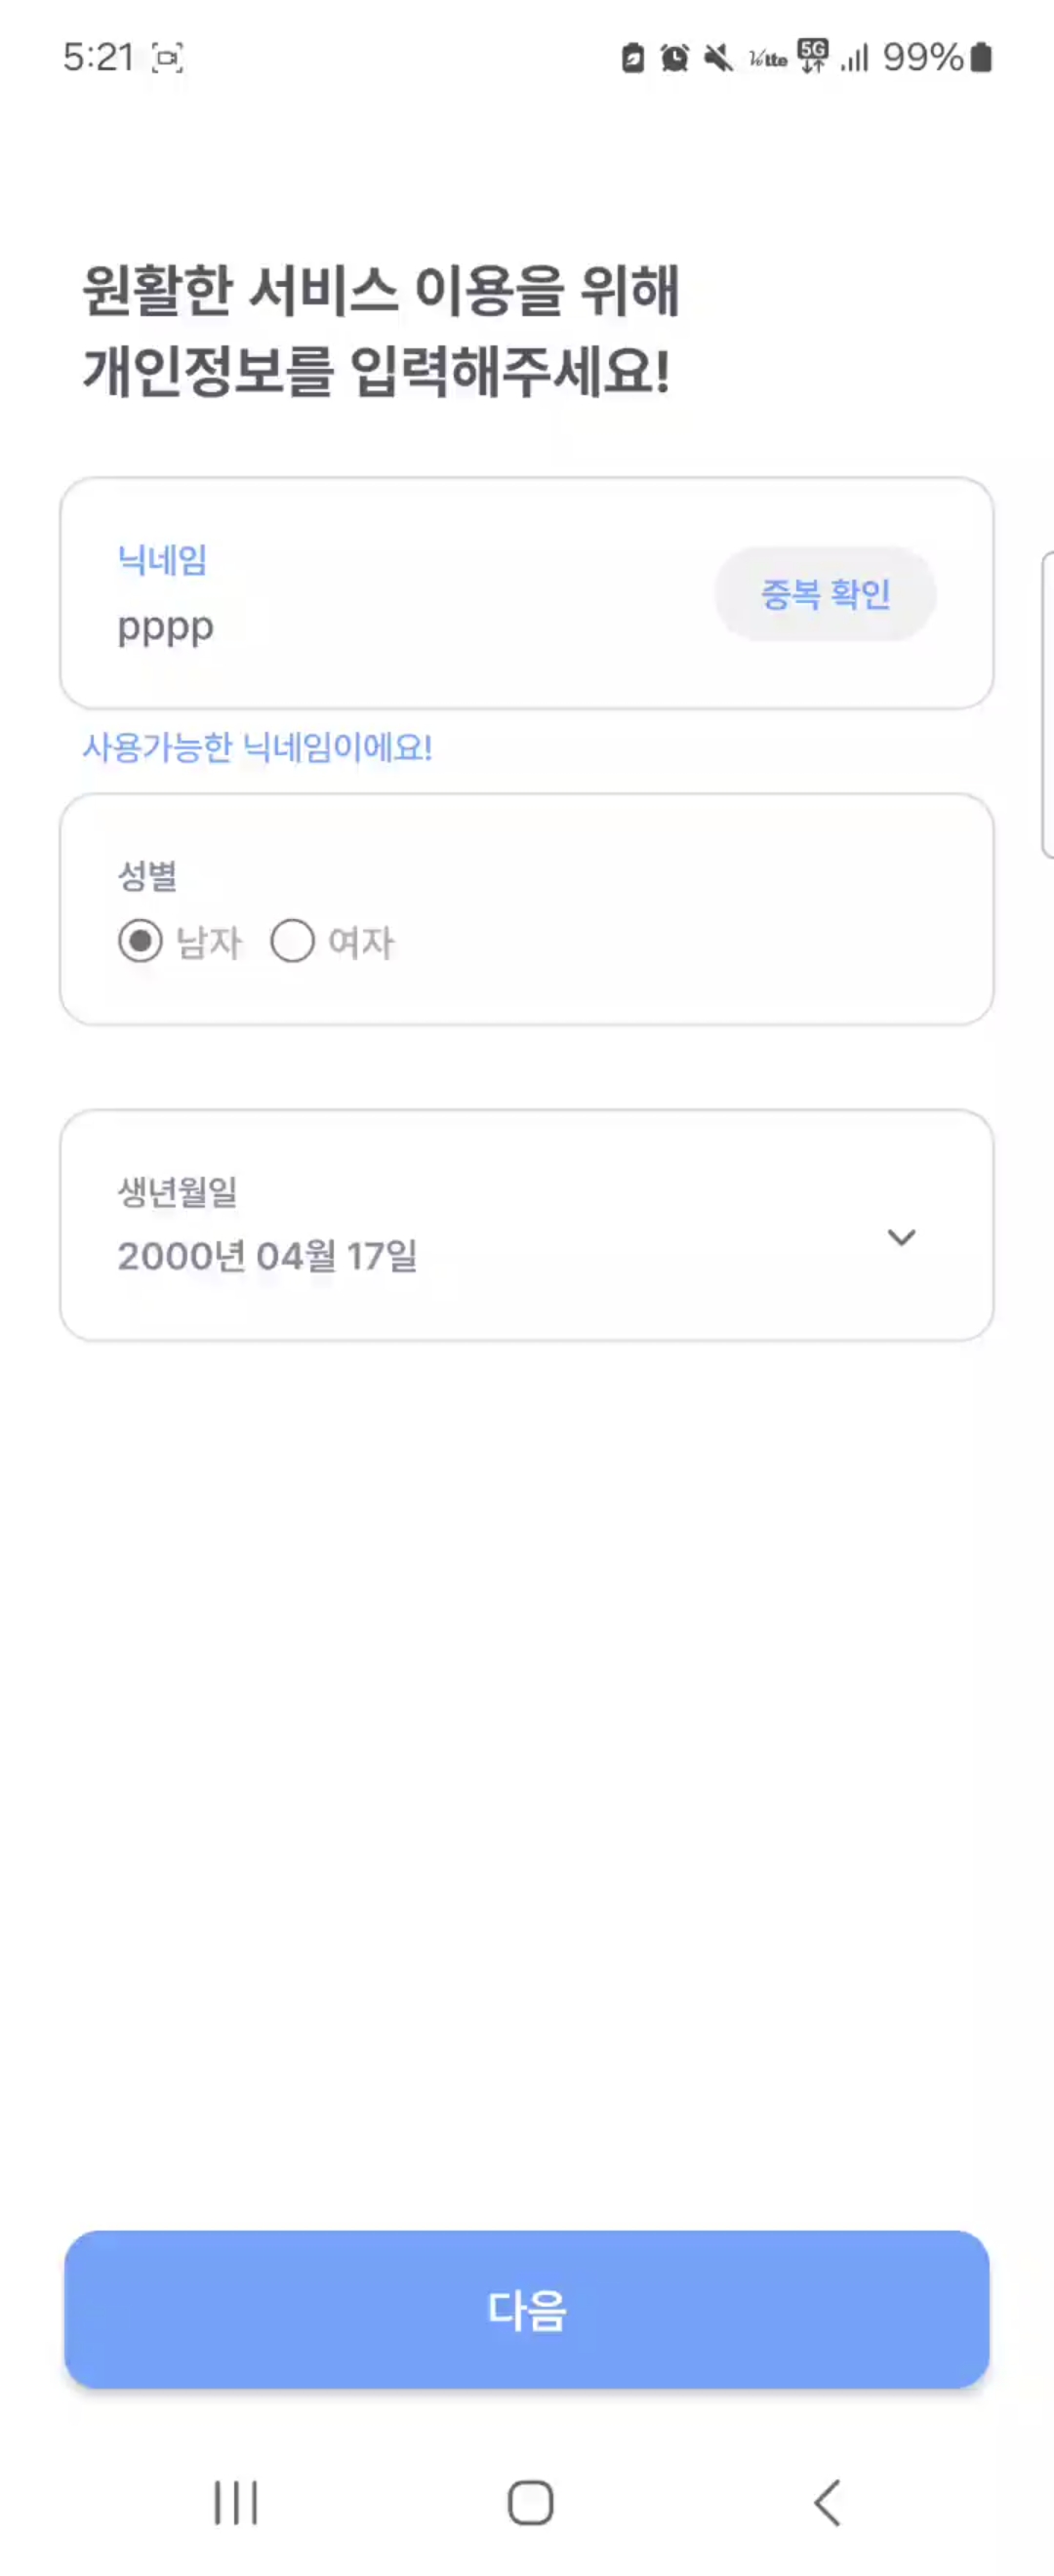 5:21 5G 99%
원활한 서비스 이용을 위해
개인정보를 입력해주세요!
닉네임
중복 확인
pppp
사용가능한 닉네임이에요!
성별
남자 여자
생년월일
2000년 04월 17일
다음